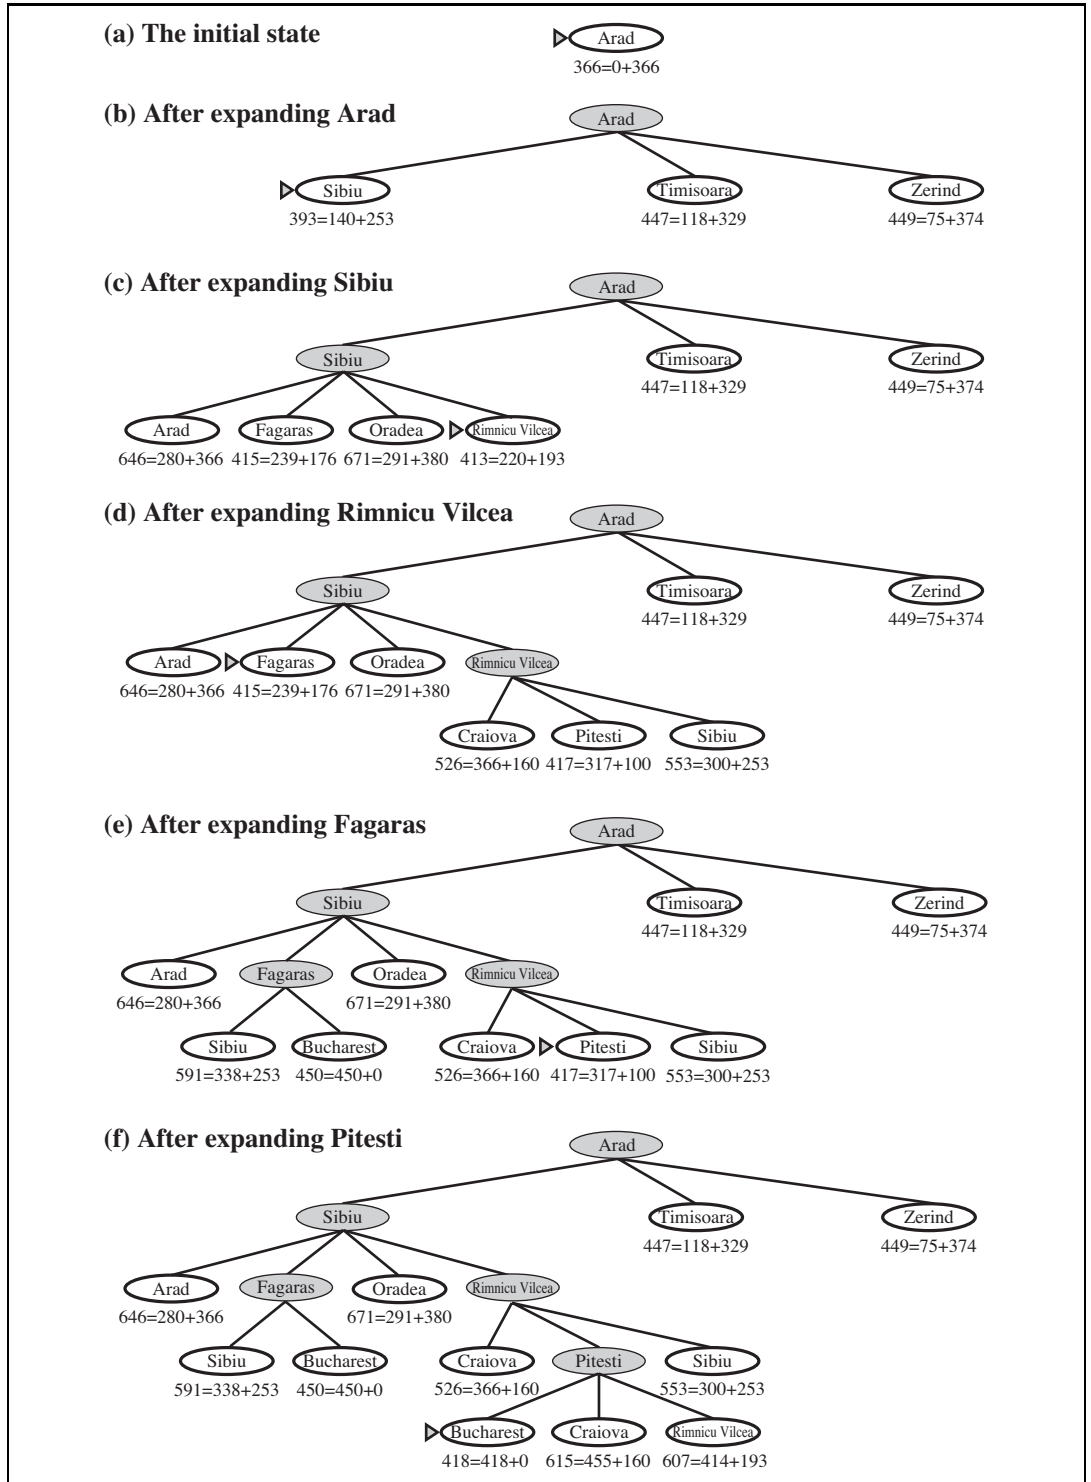 (a) The initial state
Arad
366=0+366
(b) After expanding Arad
Arad
Sibiu Timisoara Zerind
393=140+253 447=118+329 449=75+374
(c) After expanding Sibiu
Arad
Sibiu Timisoara Zerind
447=118+329 449=75+374
Arad Fagaras Oradea Rimnicu Vilcea
646=280+366 415=239+176 671=291+380 413=220+193
(d) After expanding Rimnicu Vilcea
Arad
Sibiu Timisoara Zerind
447=118+329 449=75+374
Arad Fagaras Oradea Rimnicu Vilcea
646=280+366 415=239+176 671=291+380
Craiova Pitesti Sibiu
526=366+160 417=317+100 553=300+253
(e) After expanding Fagaras
Arad
Sibiu Timisoara Zerind
447=118+329 449=75+374
Arad Fagaras Oradea Rimnicu Vilcea
646=280+366 671=291+380
Sibiu Bucharest Craiova Pitesti Sibiu
591=338+253 450=450+0 526=366+160 417=317+100 553=300+253
(f) After expanding Pitesti
Arad
Sibiu Timisoara Zerind
447=118+329 449=75+374
Arad Fagaras Oradea Rimnicu Vilcea
646=280+366 671=291+380
Sibiu Bucharest Craiova Pitesti Sibiu
591=338+253 450=450+0 526=366+160 553=300+253
Bucharest Craiova Rimnicu Vilcea
418=418+0 615=455+160 607=414+193